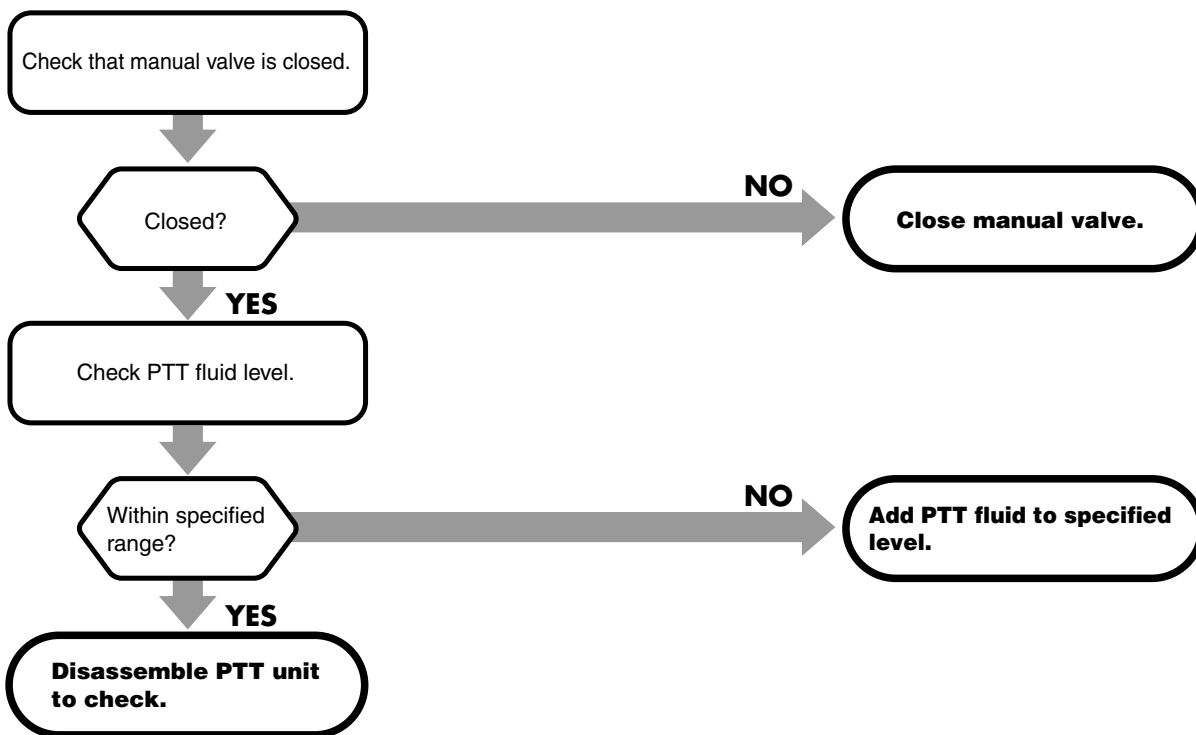 Check that manual valve is closed.
NO
Closed?
Close manual valve.
YES
Check PTT fluid level.
NO
Within specified
range?
Add PTT fluid to specified
level.
YES
Disassemble PTT unit
to check.